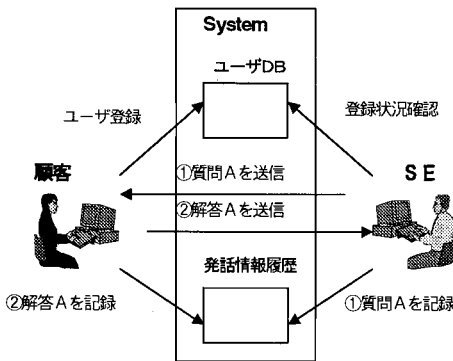 System
ユーザDB
ユーザ登録
登録状況確認
顧客
①質問Aを送信
SE
②解答Aを送信
発話情報履歴
②解答Aを記録
①質問Aを記録